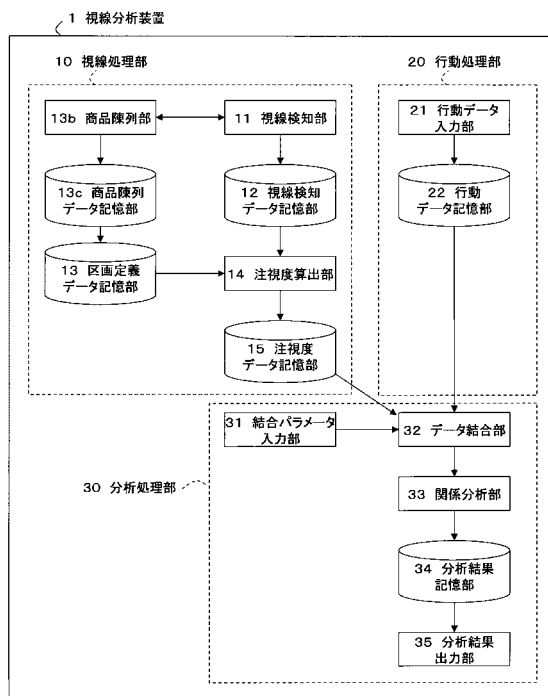 1 視線分析装置
10 視線処理部
20 行動処理部
13b 商品陳列部
11 視線検知部
21 行動データ
入力部
13c 商品陳列
データ記憶部
12 視線検知
データ記憶部
22 行動
データ記憶部
13 区画定義
データ記憶部
14 注視度算出部
15 注視度
データ記憶部
31 結合パラメータ
入力部
32 データ結合部
30 分析処理部
33 関係分析部
34 分析結果
記憶部
35 分析結果
出力部